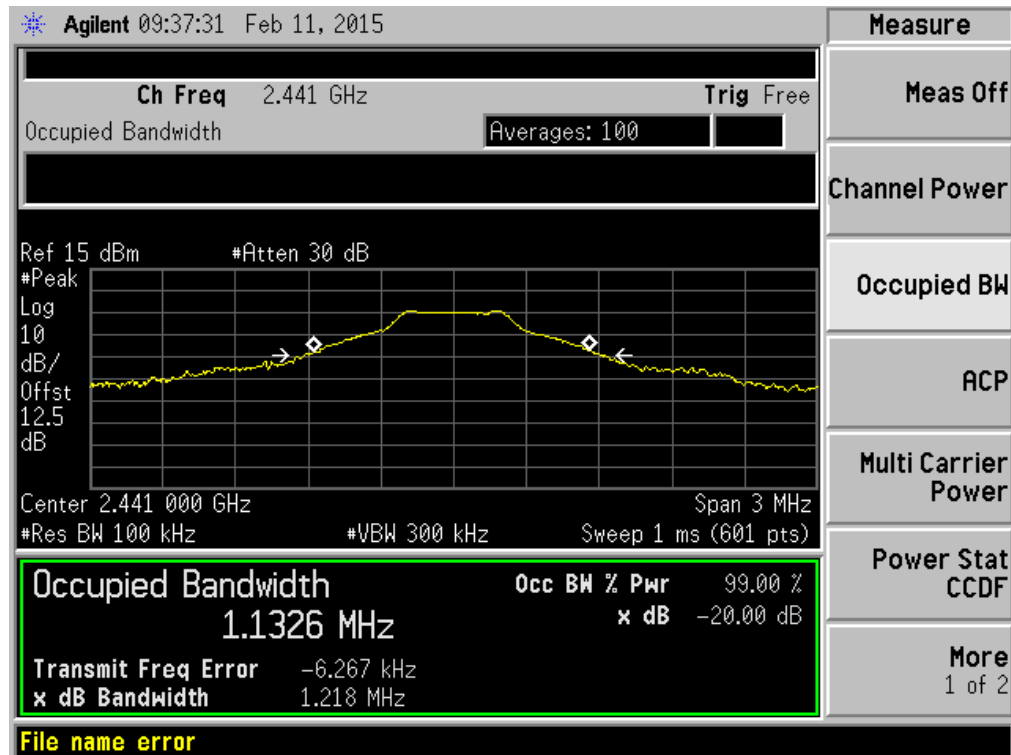 Agilent 09:37:31 Feb 11, 2015
Measure
Ch Freq 2.441 GHz
Trig Free
Occupied Bandwidth
Averages: 100
Ref 15 dBm #Atten 30 dB
#Peak
Log
10
dB/
Offst
12.5
dB
Center 2.441 000 GHz
Span 3 MHz
#Res BW 100 kHz #VBW 300 kHz Sweep 1 ms (601 pts)
Occupied Bandwidth
1.1326 MHz
Occ BW % Pwr 99.00 %
x dB -20.00 dB
Transmit Freq Error -6.267 kHz
x dB Bandwidth 1.218 MHz
Meas Off
Channel Power
Occupied BW
ACP
Multi Carrier
Power
Power Stat
CCDF
More
1 of 2
File name error